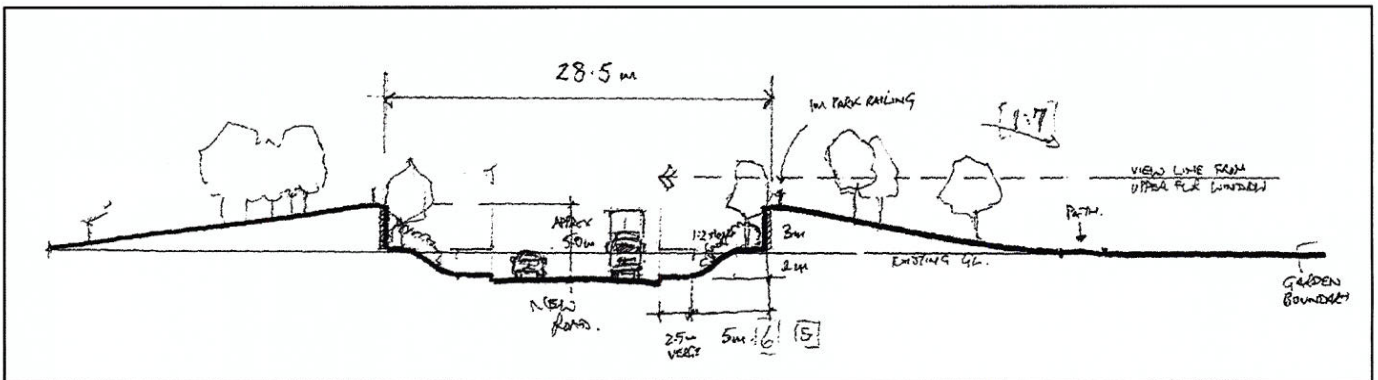 28.5 m
1M PARK RAILING
1:7
VIEW LINE FROM
UPPER FLR WINDOW
PATH.
APPROX
5.0m
1:2 slope
3m
2m
EXISTING GL.
GARDEN
BOUNDARY
NEW
ROAD.
2.5m
VERGE
5m
6
5